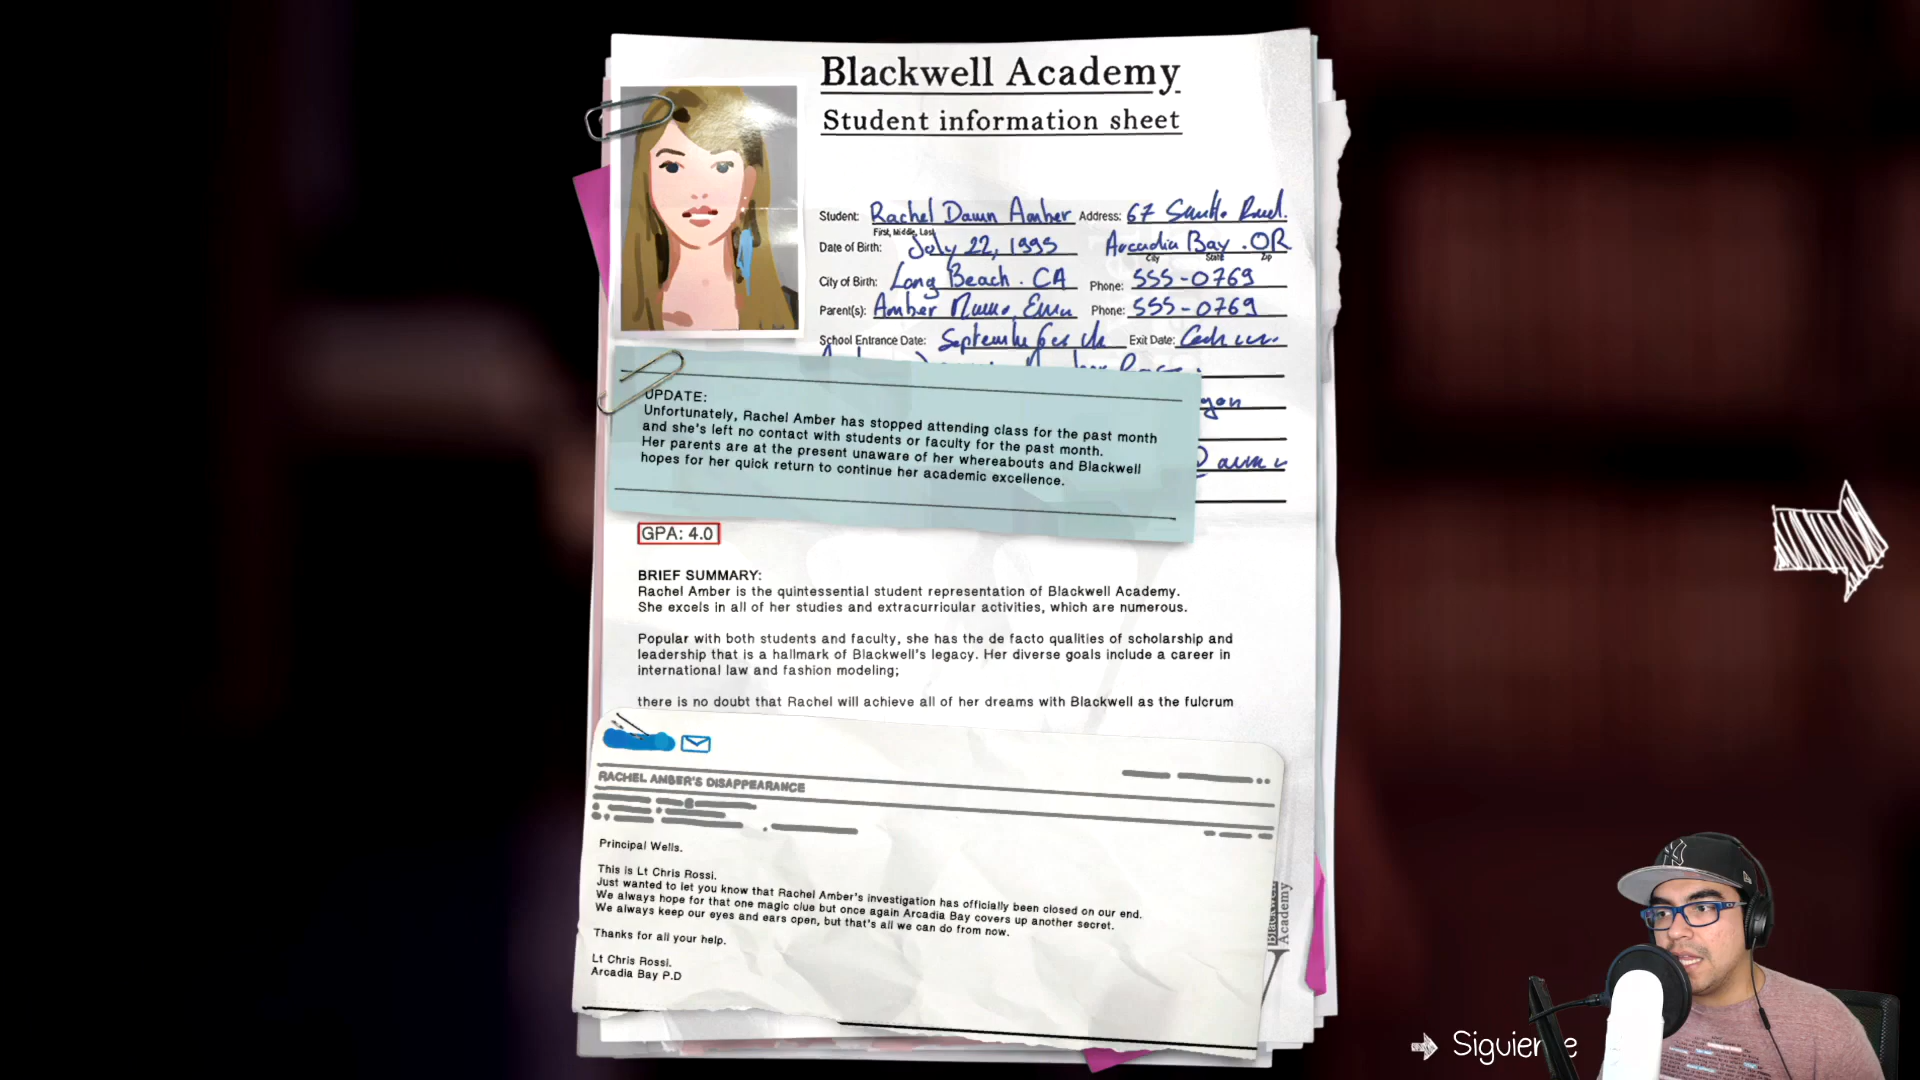 Blackwell Academy
Student information sheet
Student: Rachel Dawn Amber Address: 67
First, Middle, Last
Date of Birth: July 22, 1995 Arcadia Bay. OR
City State Zip
City of Birth: Long Beach. CA Phone: 555-0769
Parent(s): Amber Phone: 555-0769
School Entrance Date: Exit Date:
UPDATE:
Unfortunately, Rachel Amber has stopped attending class for the past month
and she's left no contact with students or faculty for the past month.
Her parents are at the present unaware of her whereabouts and Blackwell
hopes for her quick return to continue her academic excellence.
GPA: 4.0
BRIEF SUMMARY:
Rachel Amber is the quintessential student representation of Blackwell Academy.
She excels in all of her studies and extracurricular activities, which are numerous.
Popular with both students and faculty, she has the de facto qualities of scholarship and
leadership that is a hallmark of Blackwell's legacy. Her diverse goals include a career in
international law and fashion modeling;
there is no doubt that Rachel will achieve all of her dreams with Blackwell as the fulcrum
RACHEL AMBER'S DISAPPEARANCE
Principal Wells.
This is Lt Chris Rossi.
Just wanted to let you know that Rachel Amber's investigation has officially been closed on our end.
We always hope for that one magic clue but once again Arcadia Bay covers up another secret.
We always keep our eyes and ears open, but that's all we can do from now.
Thanks for all your help.
Lt Chris Rossi.
Arcadia Bay P.D
Blackwell
Academy
Siguiente